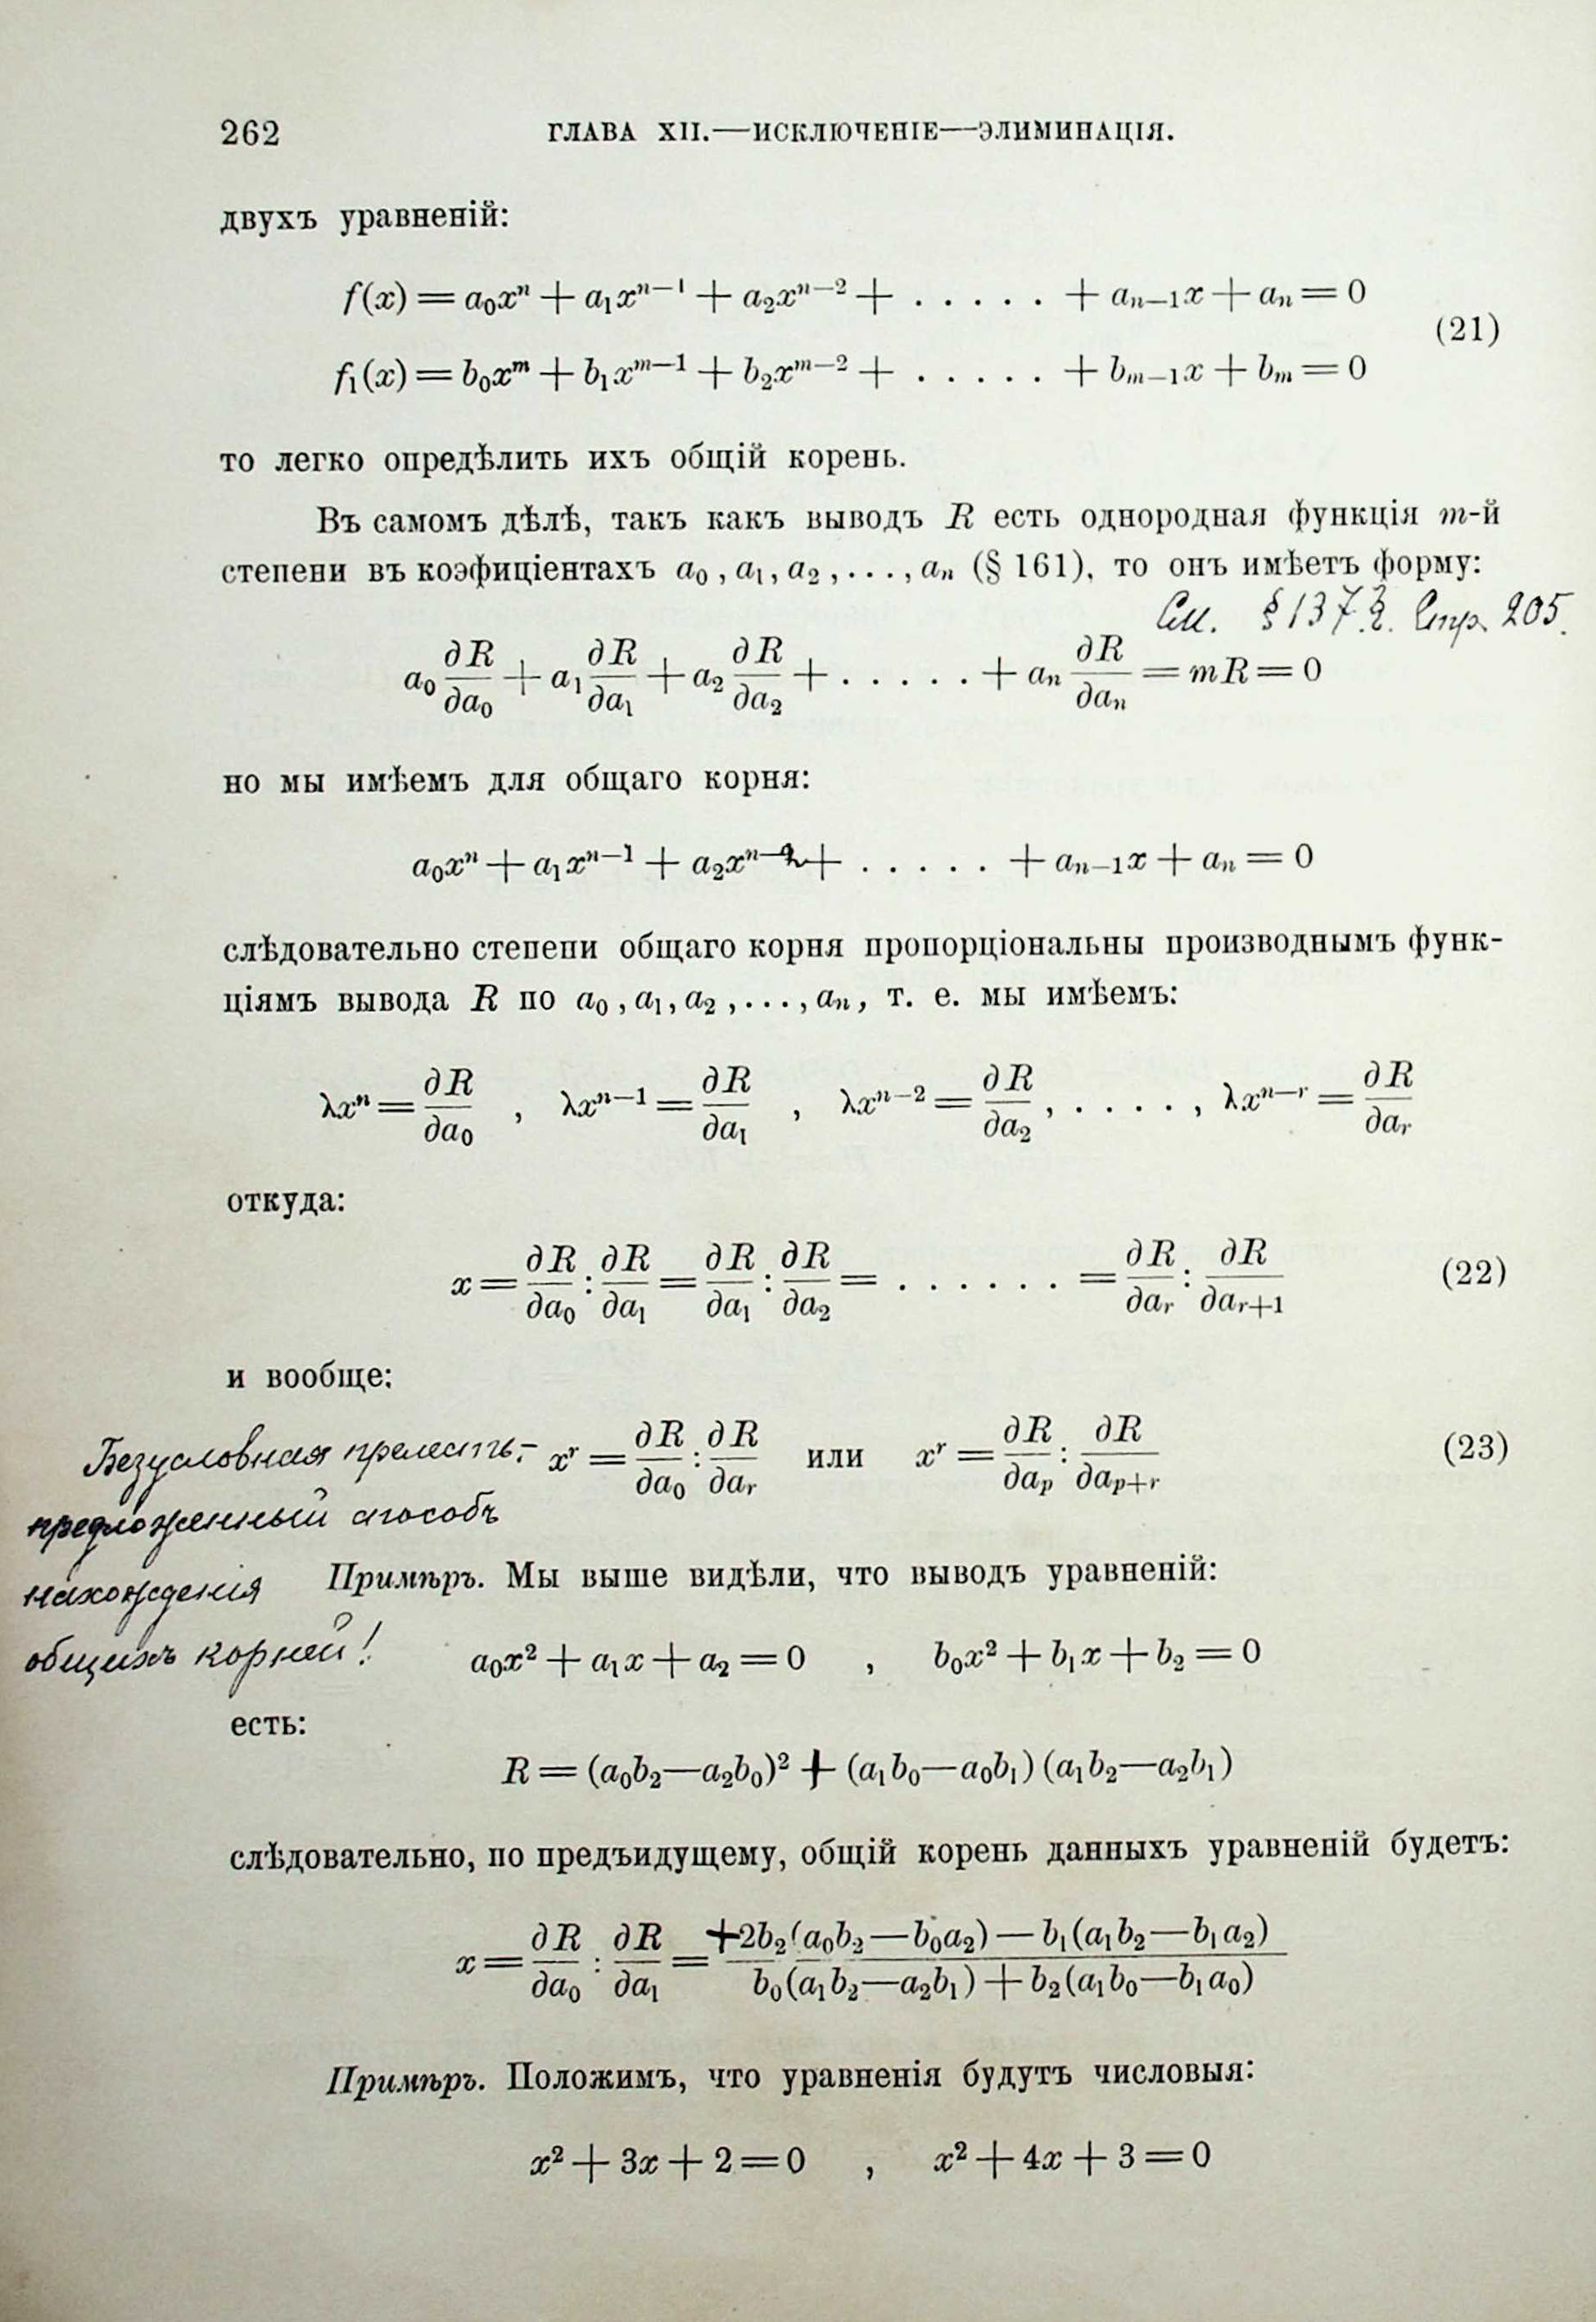 262 ГЛАВА XII.—ИСКЛЮЧЕНІЕ—ЭЛИМИНАЦІЯ.
двухъ уравненій:
f(x) = a₀xⁿ + a₁xⁿ⁻¹ + a₂xⁿ⁻² + . . . . . + aₙ₋₁x + aₙ = 0
(21)
f₁(x) = b₀xᵐ + b₁xᵐ⁻¹ + b₂xᵐ⁻² + . . . . . + bₘ₋₁x + bₘ = 0
то легко опредѣлить ихъ общій корень.
Въ самомъ дѣлѣ, такъ какъ выводъ R есть однородная функція m-й
степени въ коэфиціентахъ a₀, a₁, a₂, . . . , aₙ (§ 161), то онъ имѣетъ форму:
См. § 137 Стр. 205.
a₀ ∂R/∂a₀ + a₁ ∂R/∂a₁ + a₂ ∂R/∂a₂ + . . . . . + aₙ ∂R/∂aₙ = mR = 0
но мы имѣемъ для общаго корня:
a₀xⁿ + a₁xⁿ⁻¹ + a₂xⁿ⁻² + . . . . . + aₙ₋₁x + aₙ = 0
слѣдовательно степени общаго корня пропорціональны производнымъ функ-
ціямъ вывода R по a₀, a₁, a₂, . . . , aₙ, т. е. мы имѣемъ:
λxⁿ = ∂R/∂a₀ , λxⁿ⁻¹ = ∂R/∂a₁ , λxⁿ⁻² = ∂R/∂a₂ , . . . . . , λxⁿ⁻ʳ = ∂R/∂aᵣ
откуда:
x = ∂R/∂a₀ : ∂R/∂a₁ = ∂R/∂a₁ : ∂R/∂a₂ = . . . . . . = ∂R/∂aᵣ : ∂R/∂aᵣ₊₁ (22)
и вообще:
xʳ = ∂R/∂a₀ : ∂R/∂aᵣ или xʳ = ∂R/∂aₚ : ∂R/∂aₚ₊ᵣ (23)
Безусловная прелесть:-
предложенный способъ
нахожденія
общихъ корней!
Примѣръ. Мы выше видѣли, что выводъ уравненій:
a₀x² + a₁x + a₂ = 0 , b₀x² + b₁x + b₂ = 0
есть:
R = (a₀b₂—a₂b₀)² + (a₁b₀—a₀b₁) (a₁b₂—a₂b₁)
слѣдовательно, по предъидущему, общій корень данныхъ уравненій будетъ:
x = ∂R/∂a₀ : ∂R/∂a₁ = +2b₂(a₀b₂—b₀a₂) — b₁(a₁b₂—b₁a₂) / b₀(a₁b₂—a₂b₁) + b₂(a₁b₀—b₁a₀)
Примѣръ. Положимъ, что уравненія будутъ числовыя:
x² + 3x + 2 = 0 , x² + 4x + 3 = 0